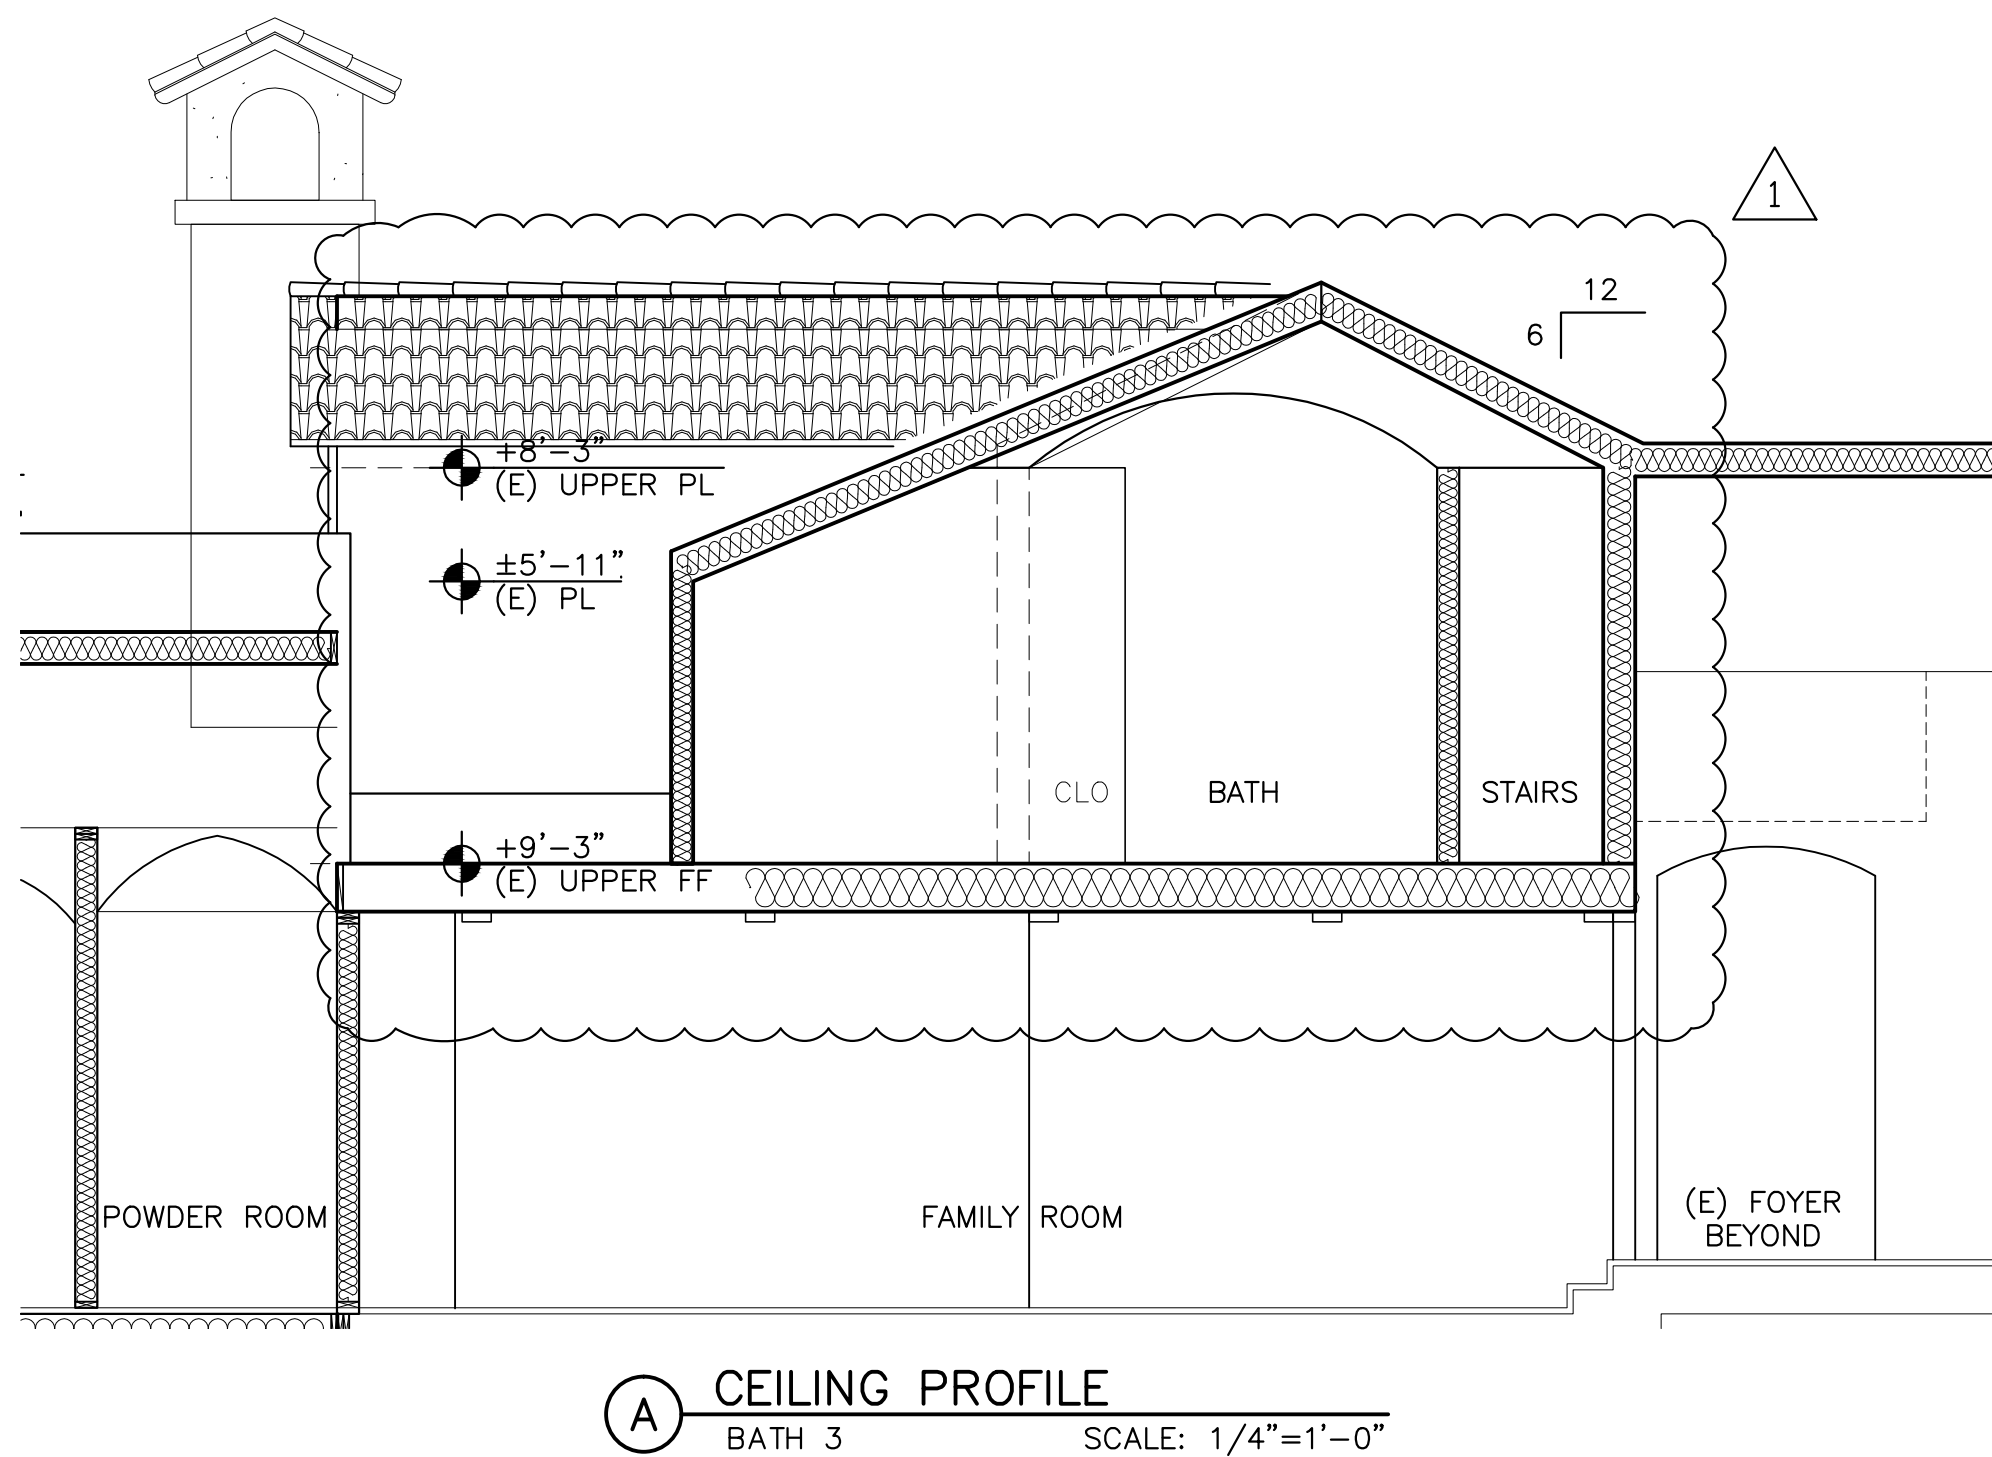 1
12
6
+8'-3"
(E) UPPER PL
±5'-11"
(E) PL
CLO
BATH
STAIRS
+9'-3"
(E) UPPER FF
POWDER ROOM
FAMILY ROOM
(E) FOYER
BEYOND
A
CEILING PROFILE
BATH 3
SCALE: 1/4"=1'-0"